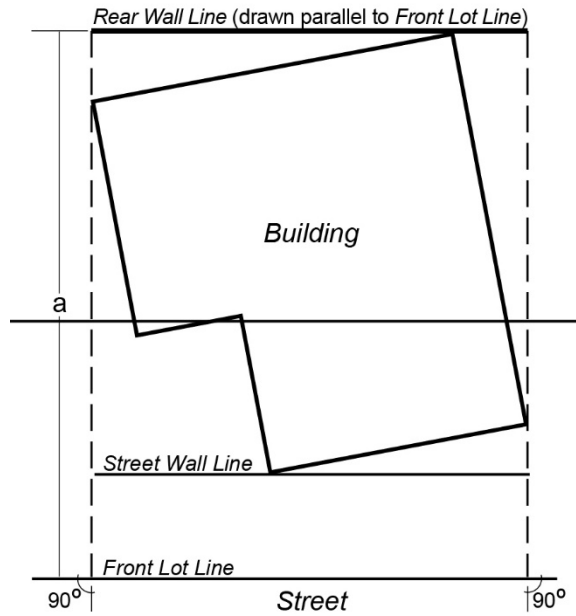 Rear Wall Line (drawn parallel to Front Lot Line)
Building
a
Street Wall Line
Front Lot Line
90° Street 90°